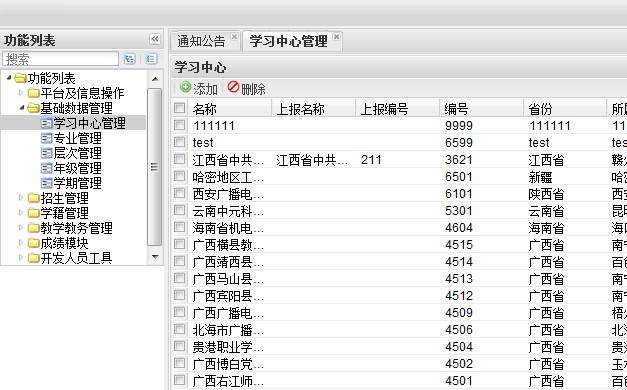 功能列表
搜索
功能列表
平台及信息操作
基础数据管理
学习中心管理
专业管理
层次管理
年级管理
学期管理
招生管理
学籍管理
教学教务管理
成绩模块
开发人员工具
通知公告 学习中心管理
学习中心
添加 删除
名称 上报名称 上报编号 编号 省份
111111 9999 111111 11
test 6599 test tes
江西省中共... 江西省中共... 211 3621 江西省
哈密地区工... 6501 新疆
西安广播电... 6101 陕西省 西
云南中元科... 5301 云南省 昆
海南省机电... 4604 海南省 海
广西横县教... 4515 广西省 南
广西靖西县... 4514 广西省 百
广西马山县... 4513 广西省 南
广西宾阳县... 4512 广西省 南
广西广播电... 4509 广西省 梧
北海市广播... 4506 广西省 北
贵港职业学... 4504 广西省 贵
广西博白党... 4502 广西省 玉
广西右江师... 4501 广西省 百